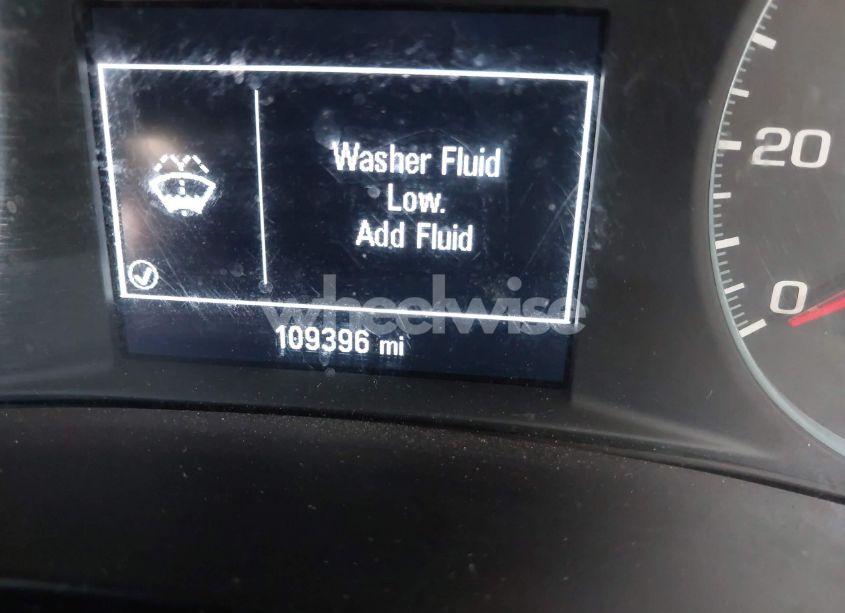 Washer Fluid
Low.
Add Fluid
109396 mi
20
0
wheelwise